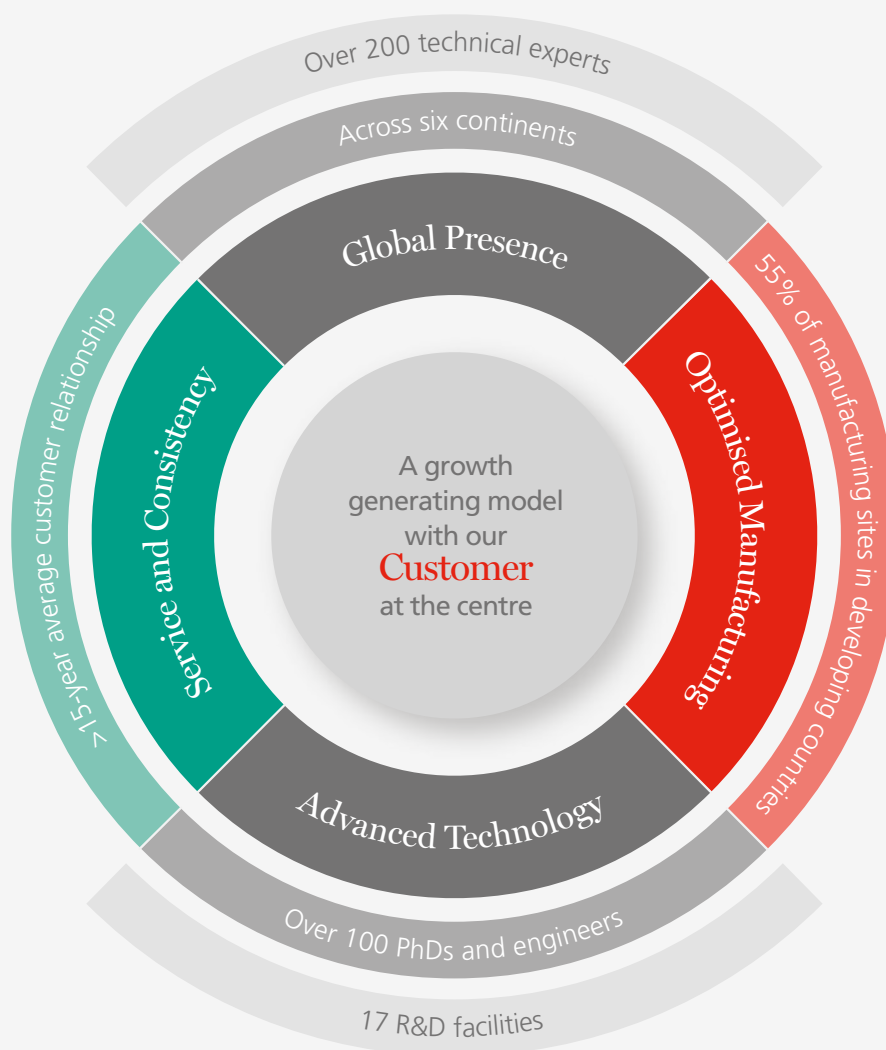 Over 200 technical experts
Across six continents
Global Presence
55% of manufacturing sites in developing countries
Optimised Manufacturing
>15-year average customer relationship
Service and Consistency
A growth
generating model
with our
Customer
at the centre
Advanced Technology
Over 100 PhDs and engineers
17 R&D facilities